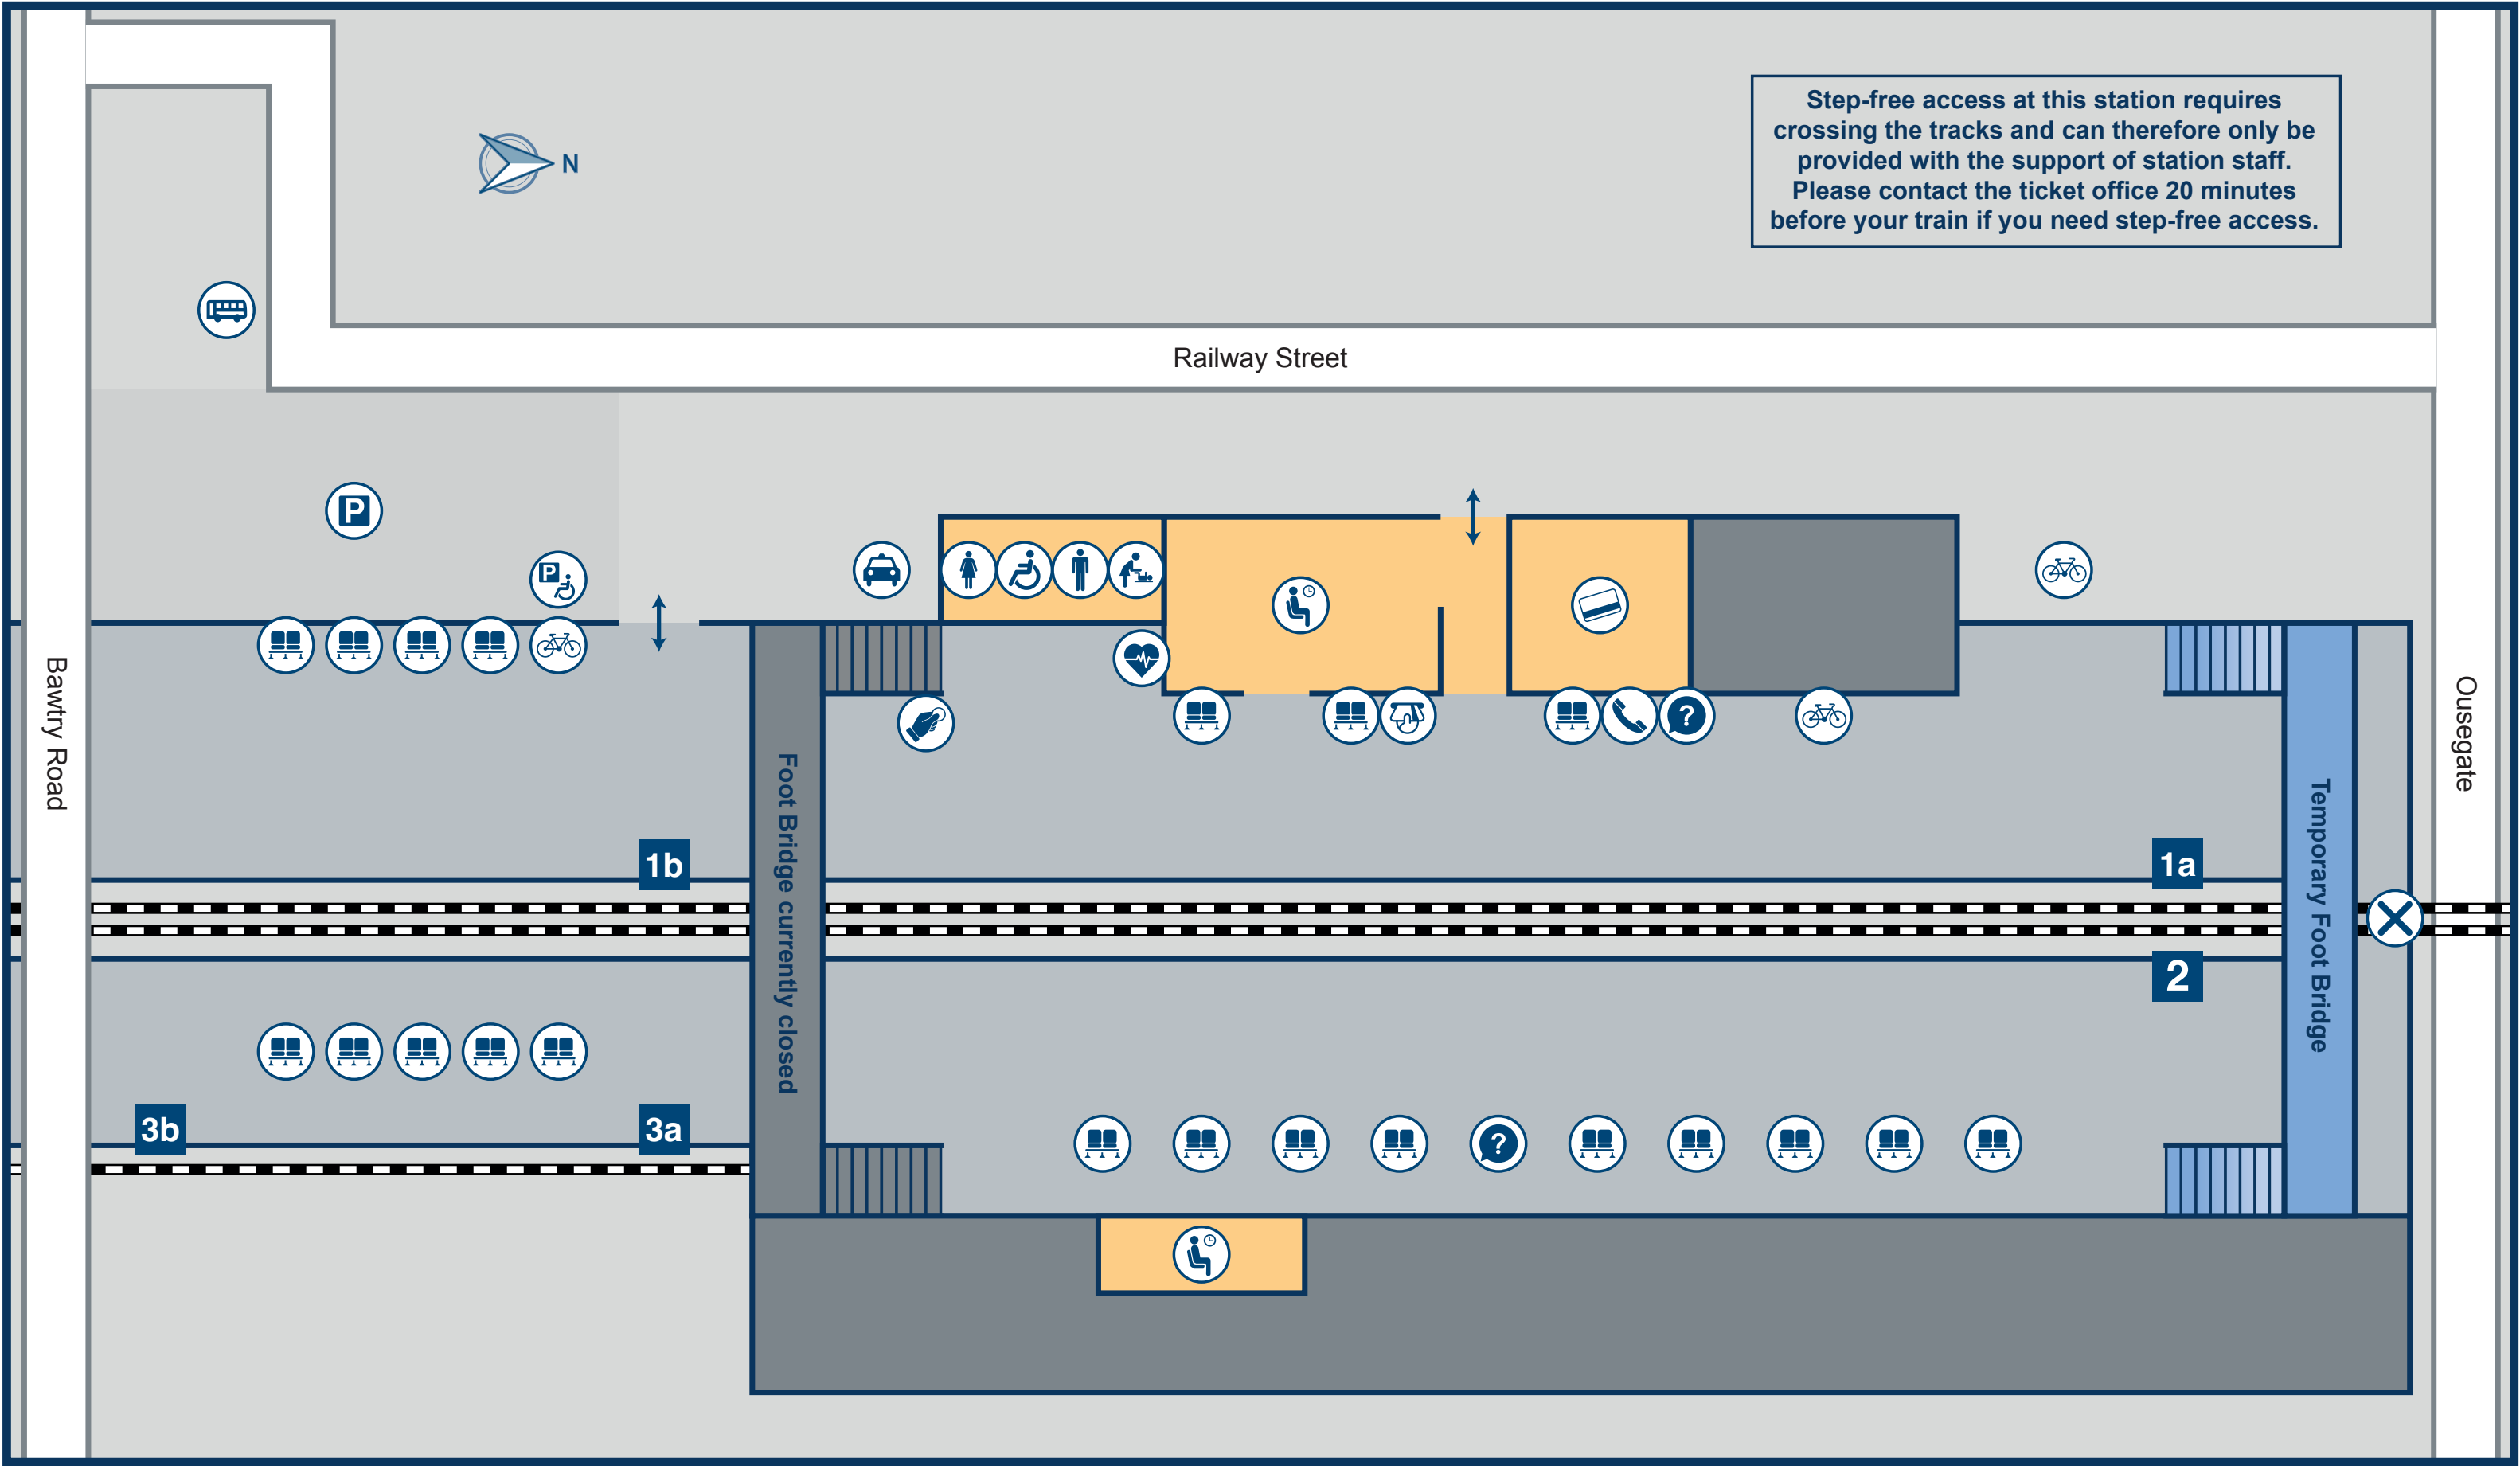 Step-free access at this station requires
crossing the tracks and can therefore only be
provided with the support of station staff.
Please contact the ticket office 20 minutes
before your train if you need step-free access.
N
Railway Street
P
P
Bawtry Road
Ousegate
?
Foot Bridge currently closed
Temporary Foot Bridge
1b
1a
2
3b
3a
?